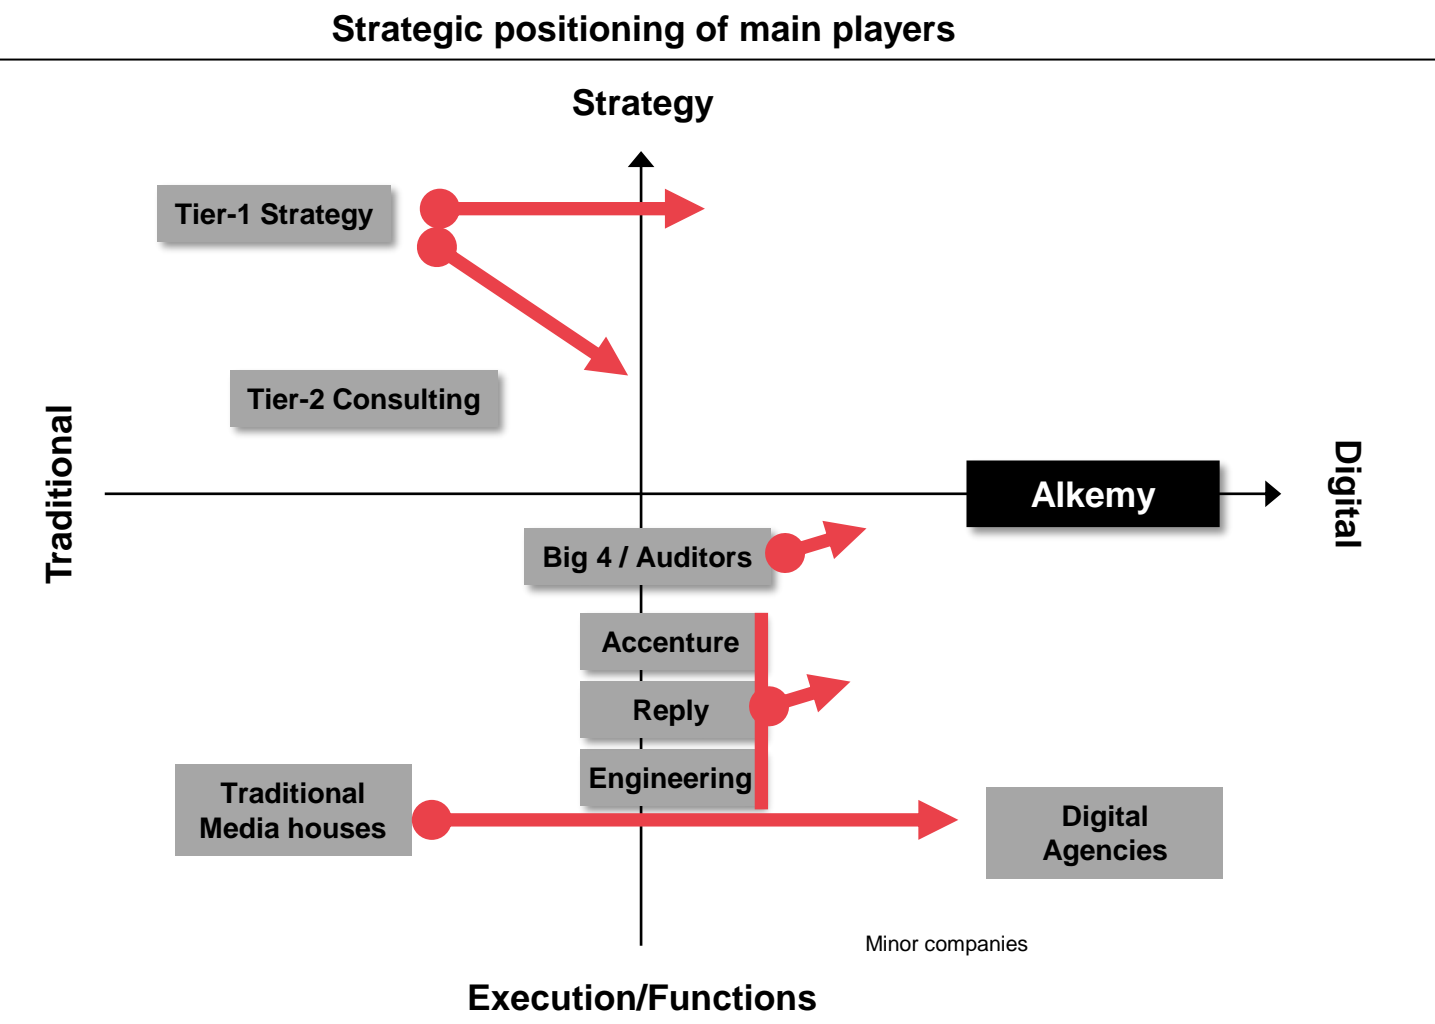 Strategic positioning of main players
Strategy
Tier-1 Strategy
Tier-2 Consulting
Traditional
Alkemy
Digital
Big 4 / Auditors
Accenture
Reply
Engineering
Traditional
Media houses
Digital
Agencies
Minor companies
Execution/Functions